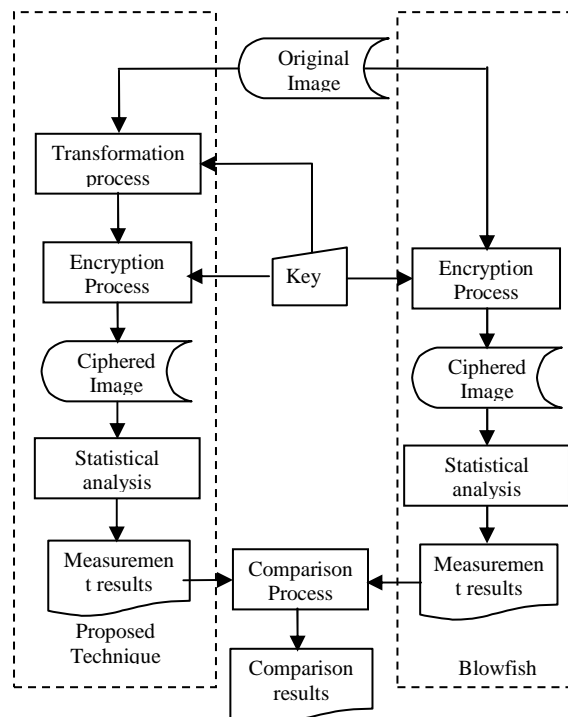 Original
Image
Transformation
process
Encryption
Process
Key
Encryption
Process
Ciphered
Image
Ciphered
Image
Statistical
analysis
Statistical
analysis
Measuremen
t results
Comparison
Process
Measuremen
t results
Proposed
Technique
Comparison
results
Blowfish